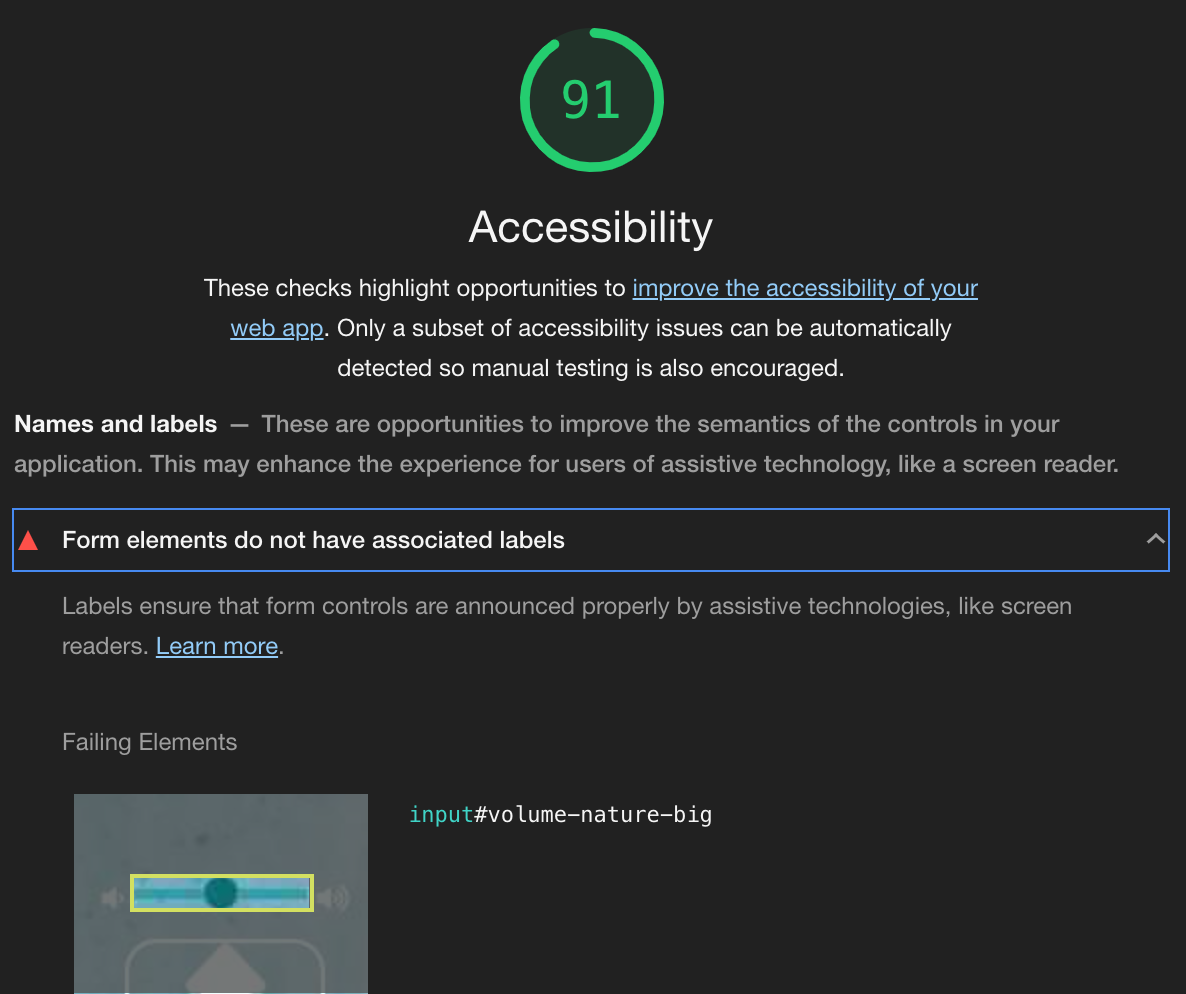 91
Accessibility
These checks highlight opportunities to improve the accessibility of your
web app. Only a subset of accessibility issues can be automatically
detected so manual testing is also encouraged.
Names and labels — These are opportunities to improve the semantics of the controls in your
application. This may enhance the experience for users of assistive technology, like a screen reader.
Form elements do not have associated labels
Labels ensure that form controls are announced properly by assistive technologies, like screen
readers. Learn more.
Failing Elements
input#volume-nature-big